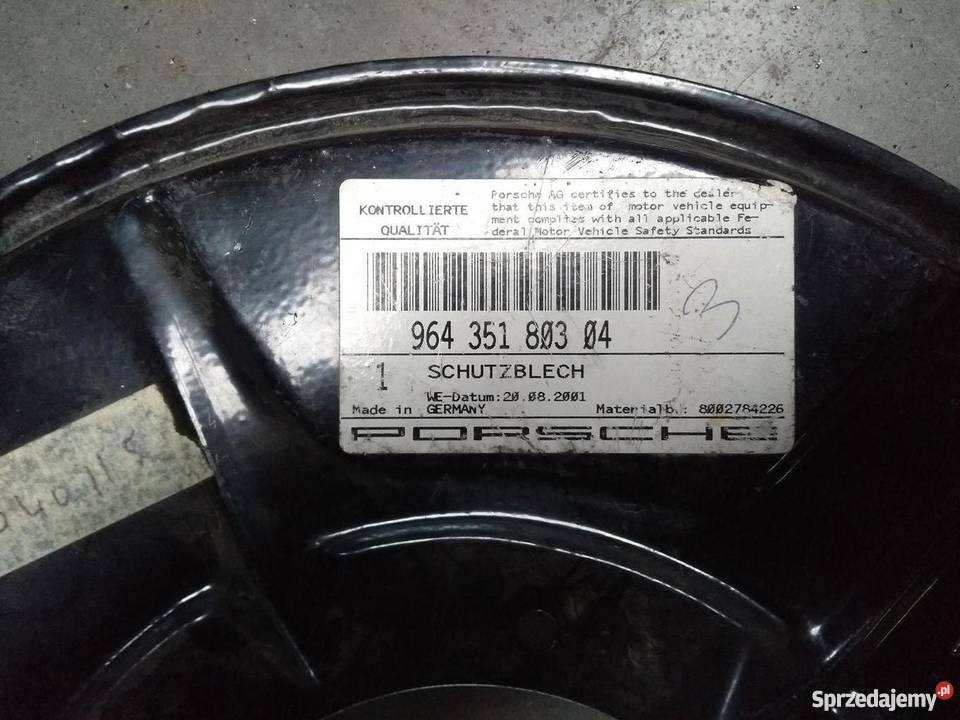 KONTROLLIERTE
QUALITÄT
Porsche AG certifies to the dealer
that this item of motor vehicle equip-
ment complies with all applicable Fe-
deral Motor Vehicle Safety Standards
964 351 803 04
1 SCHUTZBLECH
WE-Datum:20.08.2001
Made in GERMANY Materialb.: 8002784226
PORSCHE
3
Sprzedajemy.pl